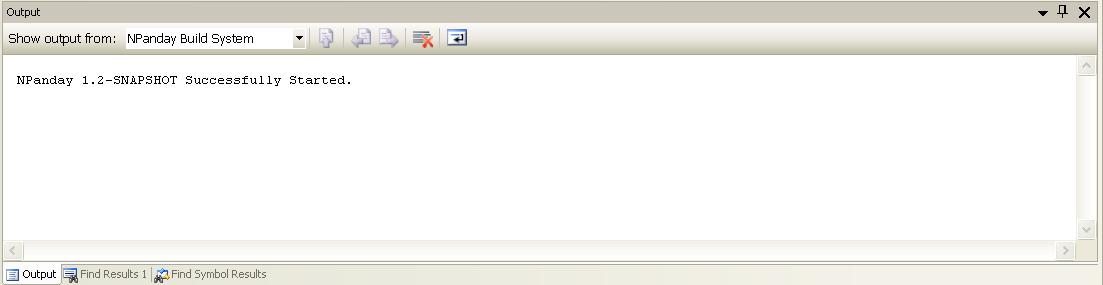 Output
Show output from: NPanday Build System
NPanday 1.2-SNAPSHOT Successfully Started.
Output Find Results 1 Find Symbol Results